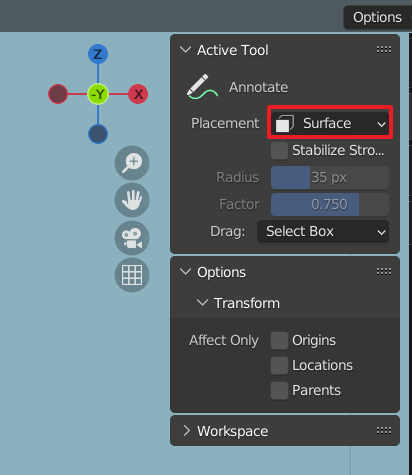 Options
Active Tool
Annotate
Placement Surface
Stabilize Stro...
Radius 35 px
Factor 0.750
Drag: Select Box
Options
Transform
Affect Only Origins
Locations
Parents
Workspace
Z
-Y X